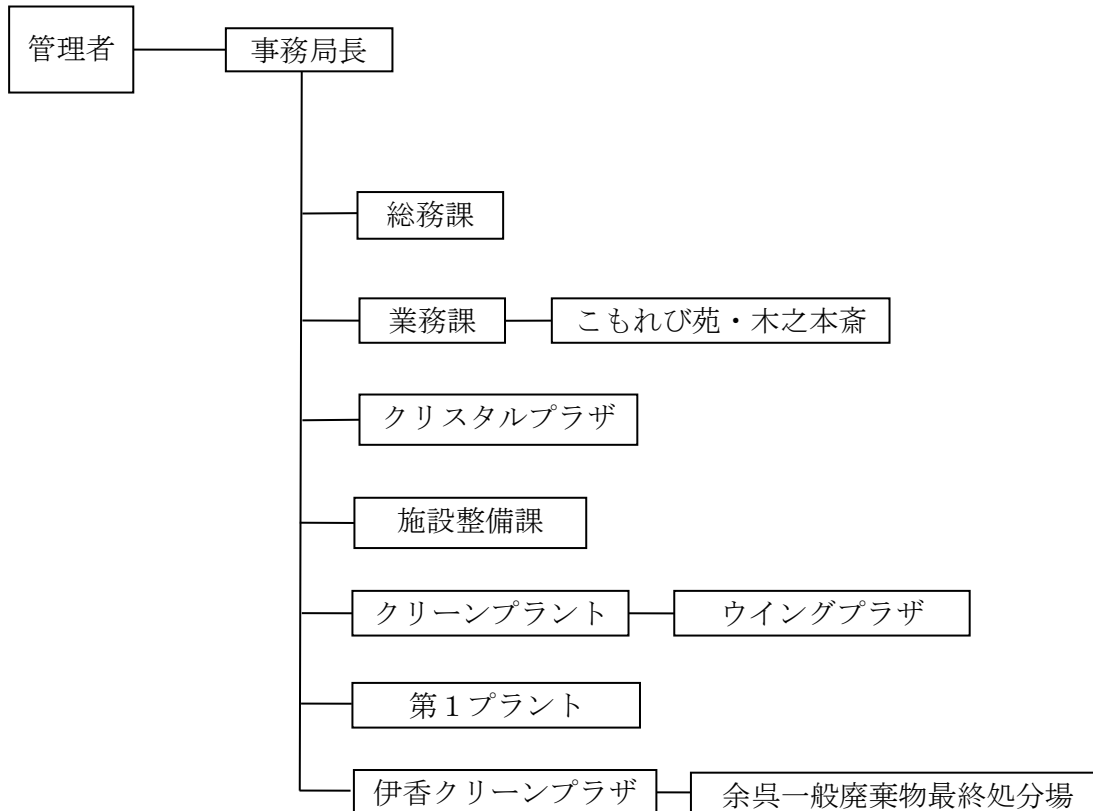 管理者
事務局長
総務課
業務課
こもれび苑・木之本斎
クリスタルプラザ
施設整備課
クリーンプラント
ウイングプラザ
第１プラント
伊香クリーンプラザ
余呉一般廃棄物最終処分場